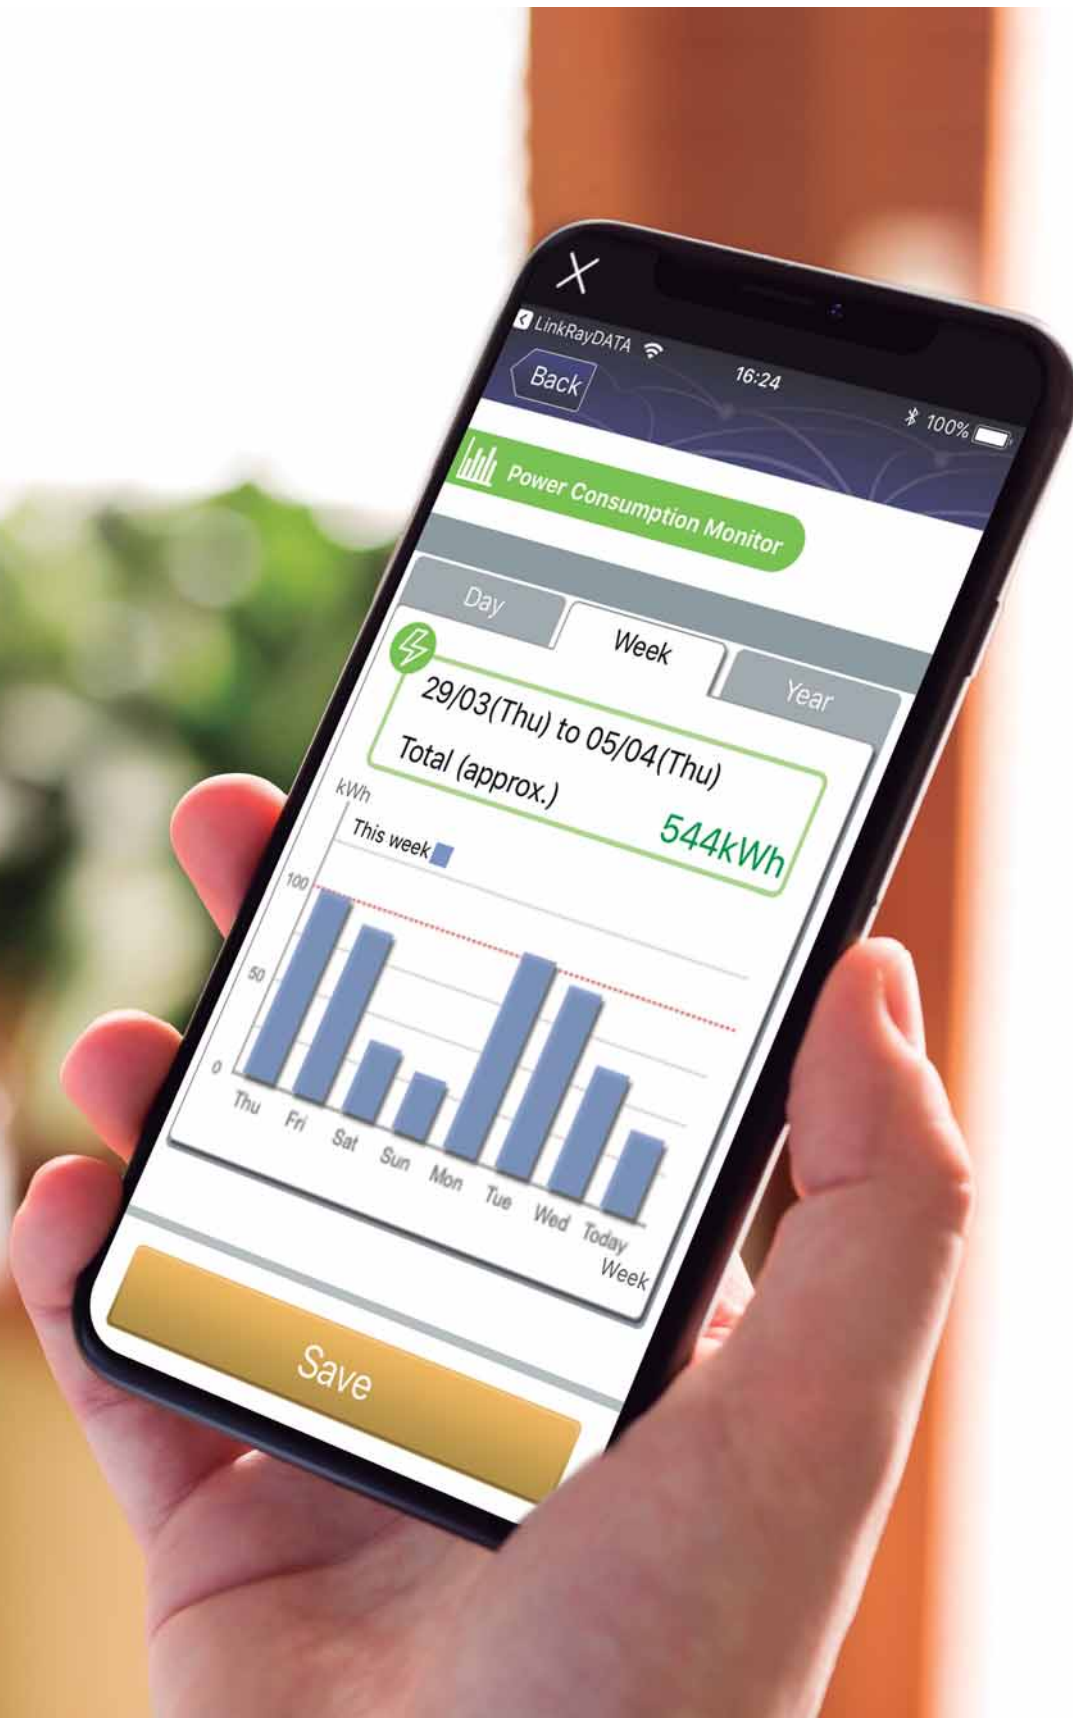 LinkRayDATA
16:24
100%
Back
Power Consumption Monitor
Day
Week
Year
29/03(Thu) to 05/04(Thu)
Total (approx.)
544kWh
kWh
This week
100
50
0
Thu
Fri
Sat
Sun
Mon
Tue
Wed
Today
Week
Save